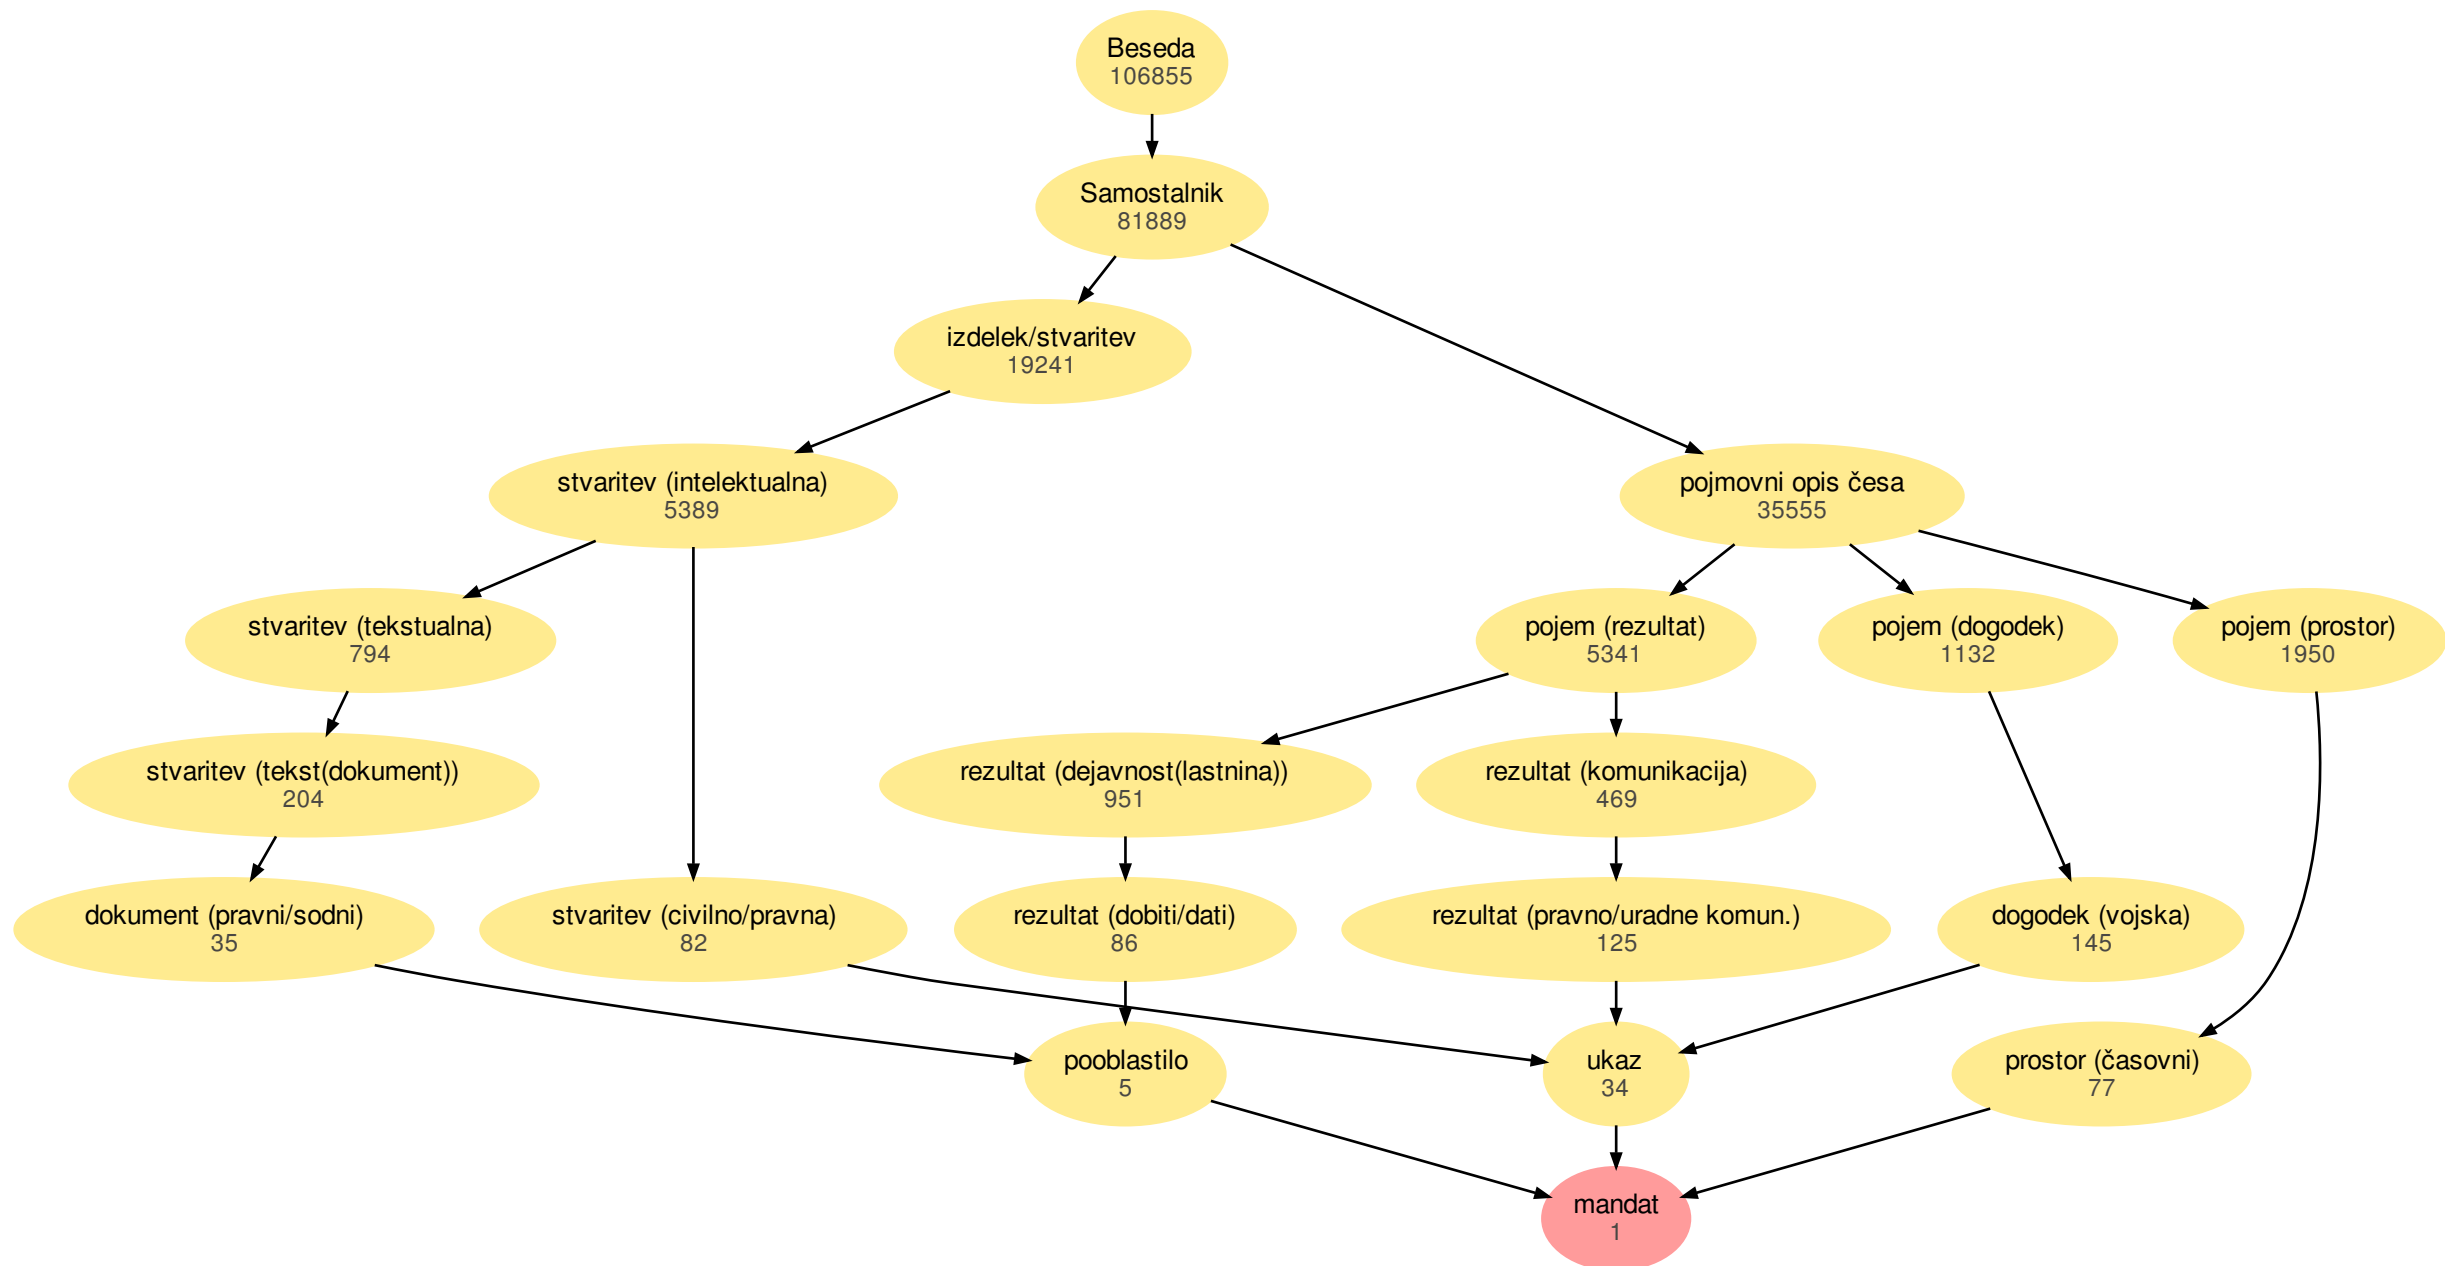 Beseda
106855
Samostalnik
81889
izdelek/stvaritev
19241
stvaritev (intelektualna)
5389
pojmovni opis česa
35555
stvaritev (tekstualna)
794
pojem (rezultat)
5341
pojem (dogodek)
1132
pojem (prostor)
1950
stvaritev (tekst(dokument))
204
rezultat (dejavnost(lastnina))
951
rezultat (komunikacija)
469
dokument (pravni/sodni)
35
stvaritev (civilno/pravna)
82
rezultat (dobiti/dati)
86
rezultat (pravno/uradne komun.)
125
dogodek (vojska)
145
pooblastilo
5
ukaz
34
prostor (časovni)
77
mandat
1